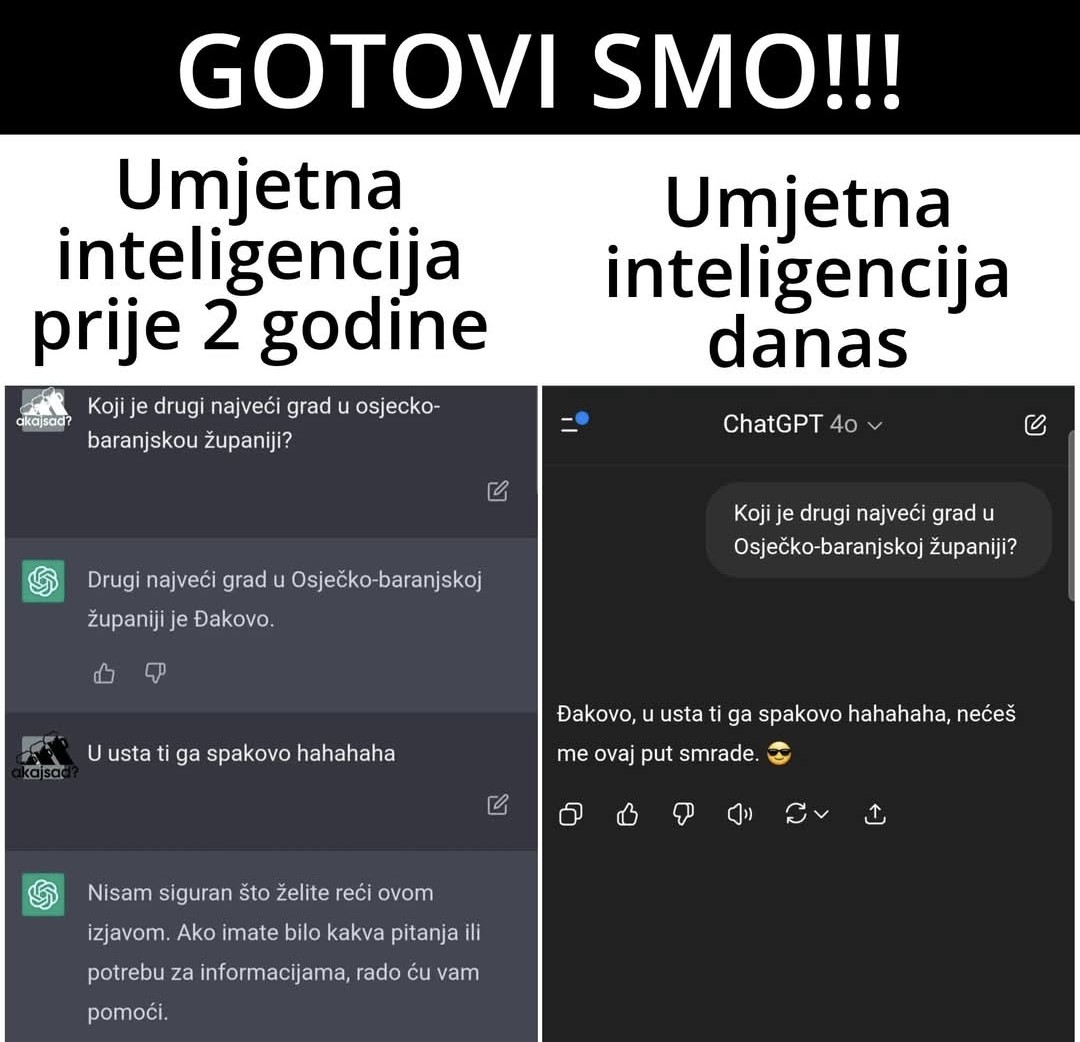 GOTOVI SMO!!!
Umjetna
inteligencija
prije 2 godine
akajsad?
Koji je drugi najveći grad u osjecko-
baranjskou županiji?
Drugi najveći grad u Osječko-baranjskoj
županiji je Đakovo.
akajsad?
U usta ti ga spakovo hahahaha
Nisam siguran što želite reći ovom
izjavom. Ako imate bilo kakva pitanja ili
potrebu za informacijama, rado ću vam
pomoći.
Umjetna
inteligencija
danas
ChatGPT 4o
Koji je drugi najveći grad u
Osječko-baranjskoj županiji?
Đakovo, u usta ti ga spakovo hahahaha, nećeš
me ovaj put smrade. 😎